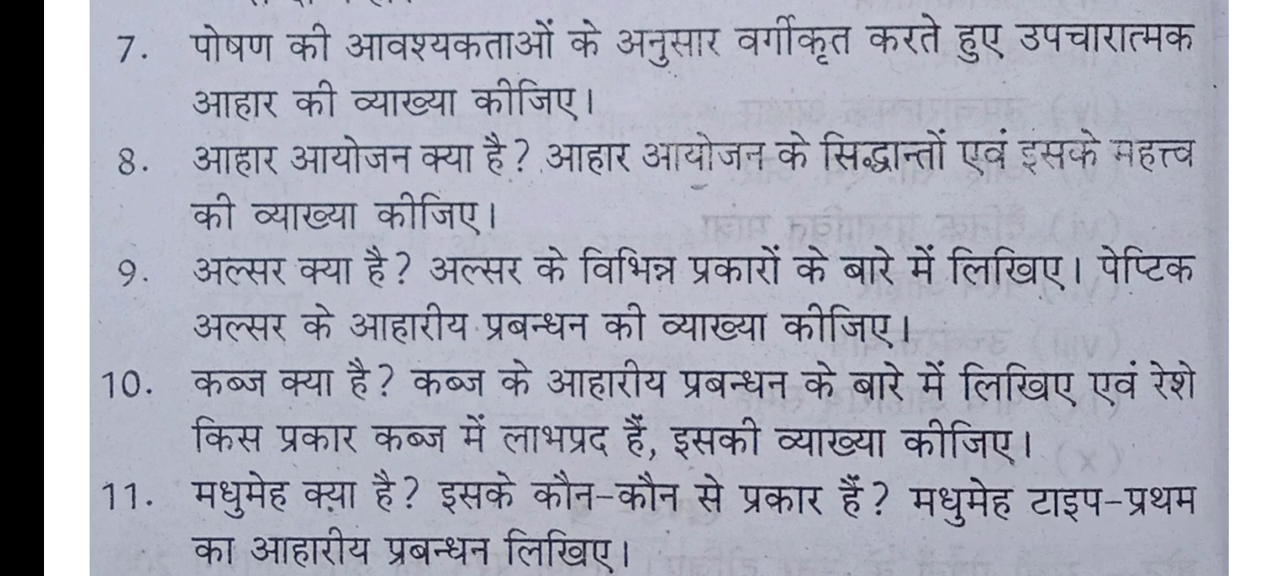 7. पोषण की आवश्यकताओं के अनुसार वर्गीकृत करते हुए उपचारात्मक
आहार की व्याख्या कीजिए।
8. आहार आयोजन क्या है? आहार आयोजन के सिद्धान्तों एवं इसके महत्त्व
की व्याख्या कीजिए।
9. अल्सर क्या है? अल्सर के विभिन्न प्रकारों के बारे में लिखिए। पेप्टिक
अल्सर के आहारीय प्रबन्धन की व्याख्या कीजिए।
10. कब्ज क्या है? कब्ज के आहारीय प्रबन्धन के बारे में लिखिए एवं रेशे
किस प्रकार कब्ज में लाभप्रद हैं, इसकी व्याख्या कीजिए।
11. मधुमेह क्या है? इसके कौन-कौन से प्रकार हैं? मधुमेह टाइप-प्रथम
का आहारीय प्रबन्धन लिखिए।